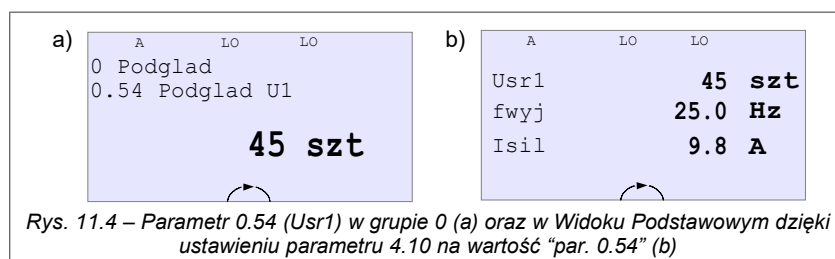 a)
A LO LO
0 Podglad
0.54 Podglad U1
45 szt
b)
A LO LO
Usr1 45 szt
fwyj 25.0 Hz
Isil 9.8 A
Rys. 11.4 – Parametr 0.54 (Usr1) w grupie 0 (a) oraz w Widoku Podstawowym dzięki
ustawieniu parametru 4.10 na wartość “par. 0.54” (b)